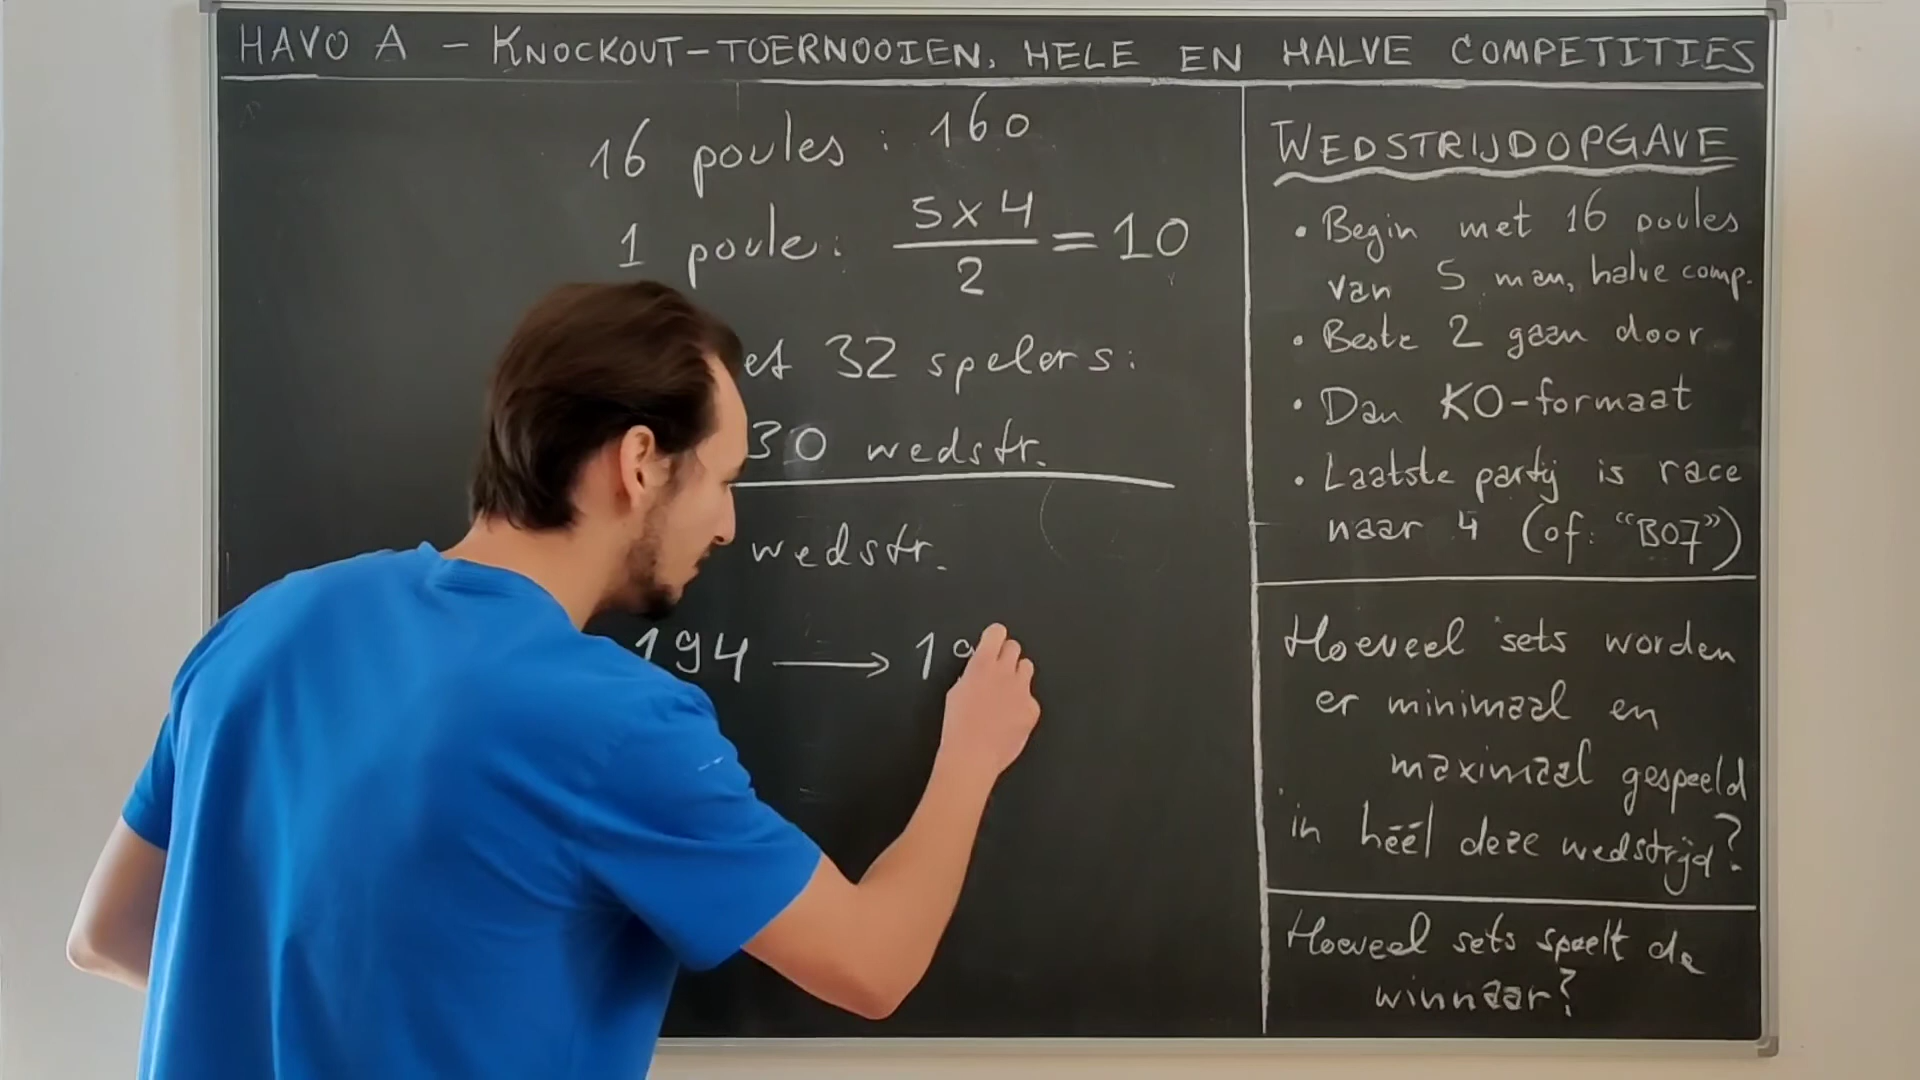 HAVO A – KNOCKOUT-TOERNOOIEN, HELE EN HALVE COMPETITIES
16 poules : 160
1 poule: 5 x 4 / 2 = 10
et 32 spelers:
30 wedstr.
wedstr.
194 → 19
WEDSTRIJDOPGAVE
• Begin met 16 poules
van 5 man, halve comp.
• Beste 2 gaan door
• Dan KO-formaat
• Laatste partij is race
naar 4 (of: "BO7")
Hoeveel sets worden
er minimaal en
maximaal gespeeld
in héél deze wedstrijd?
Hoeveel sets speelt de
winnaar?